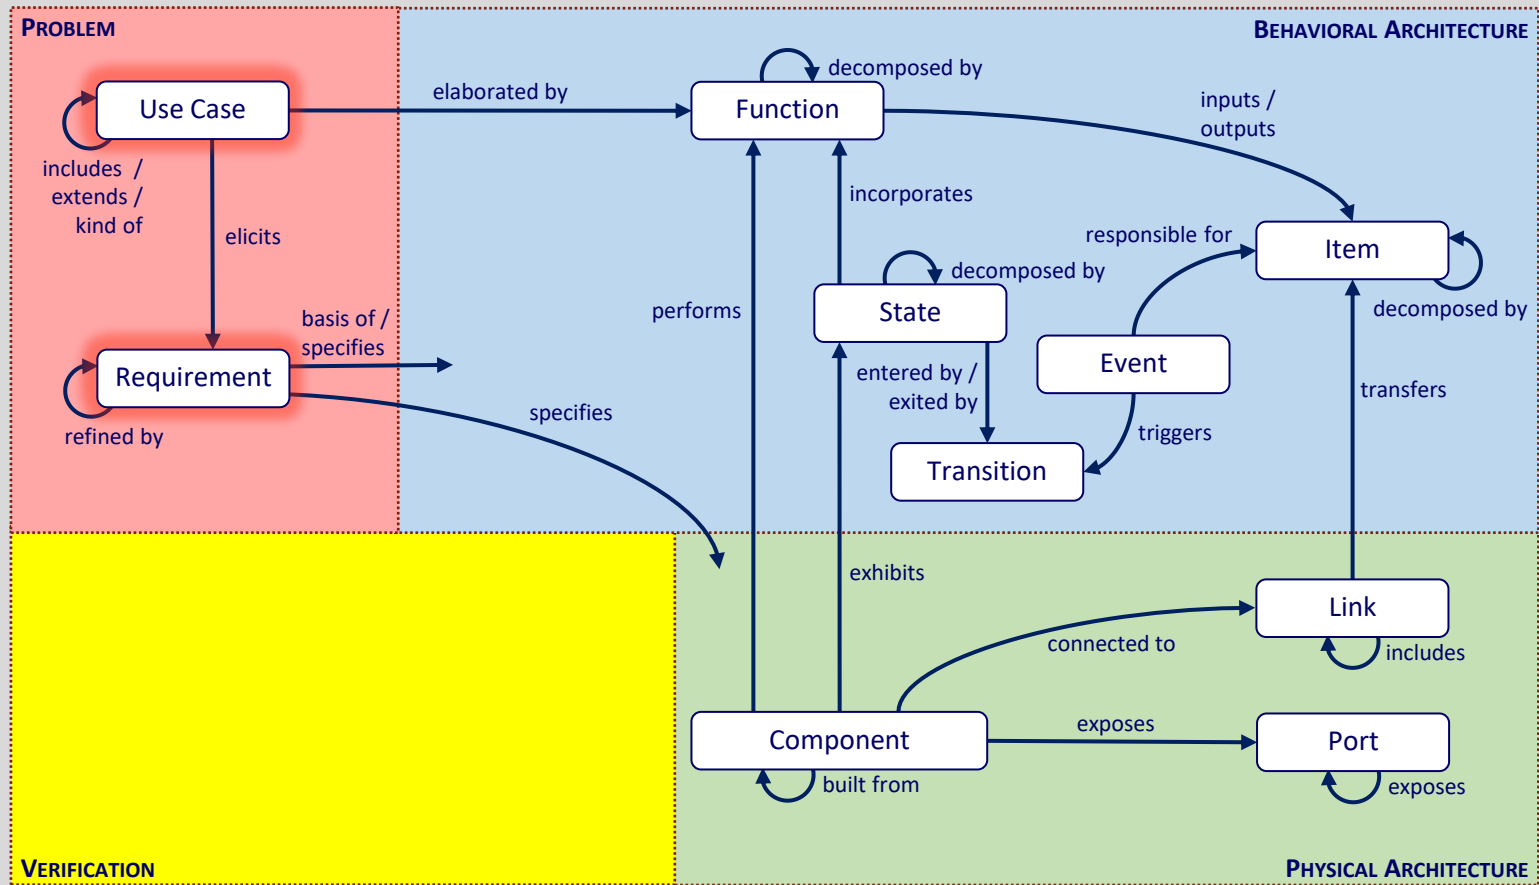 PROBLEM
BEHAVIORAL ARCHITECTURE
Use Case
elaborated by
Function
decomposed by
inputs /
outputs
includes /
extends /
kind of
elicits
incorporates
responsible for
Item
decomposed by
decomposed by
State
performs
basis of /
specifies
Requirement
refined by
specifies
entered by /
exited by
Event
triggers
Transition
transfers
exhibits
Link
includes
connected to
Component
built from
exposes
Port
exposes
VERIFICATION
PHYSICAL ARCHITECTURE